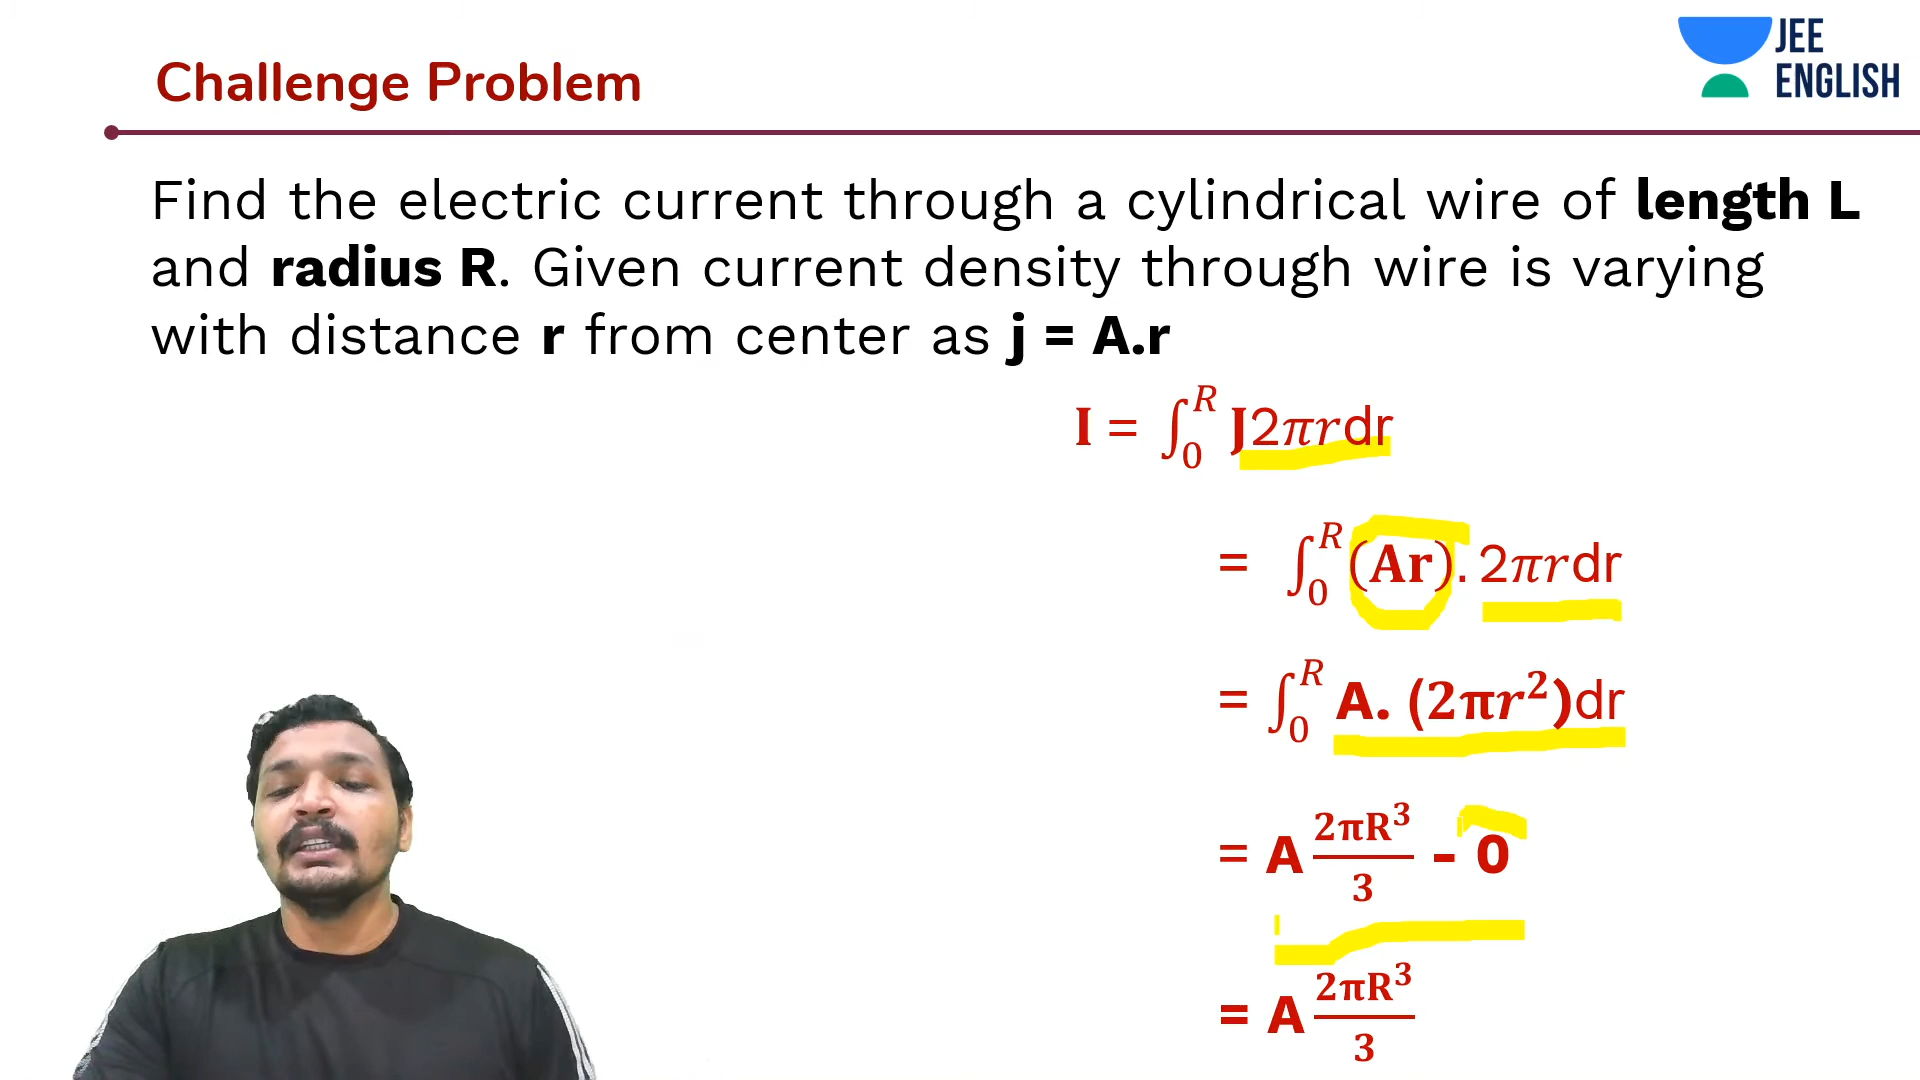 JEE
ENGLISH
Challenge Problem
Find the electric current through a cylindrical wire of length L
and radius R. Given current density through wire is varying
with distance r from center as j = A.r
I = ∫₀ᴿ J2πrdr
= ∫₀ᴿ (Ar). 2πrdr
= ∫₀ᴿ A. (2πr²)dr
= A 2πR³/3 - 0
= A 2πR³/3